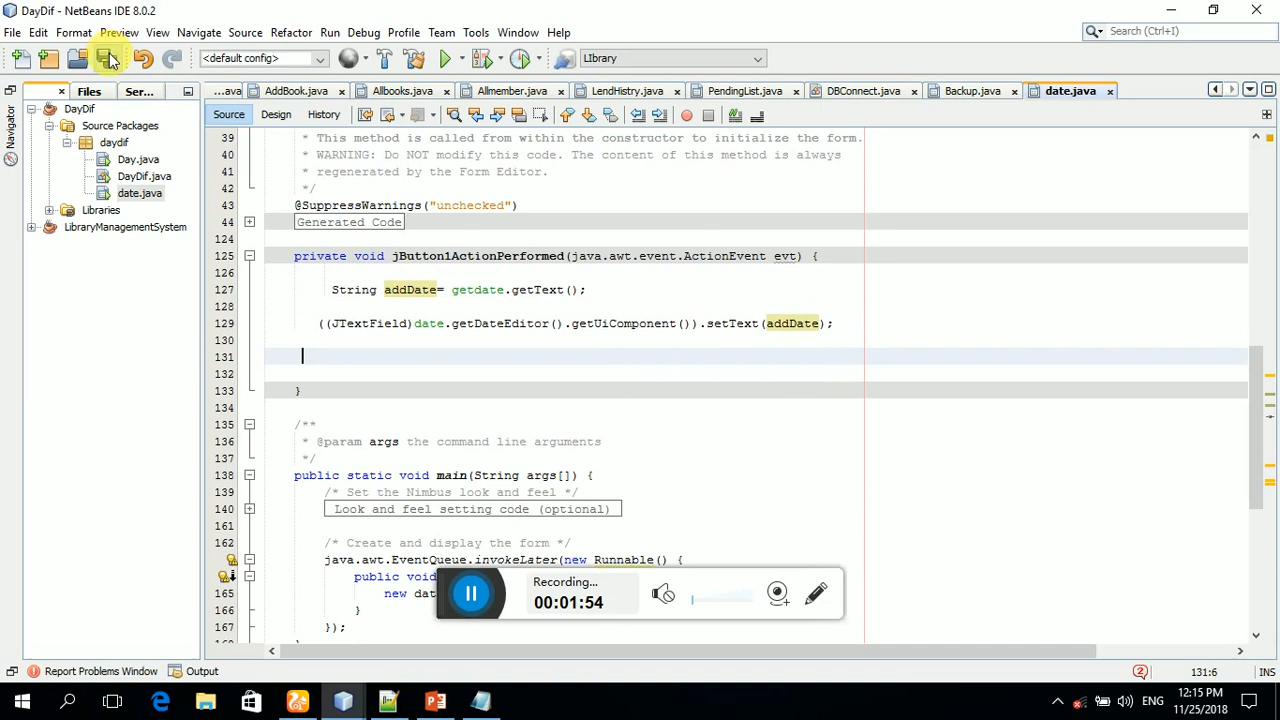 DayDif - NetBeans IDE 8.0.2
File Edit Format Preview View Navigate Source Refactor Run Debug Profile Team Tools Window Help
Search (Ctrl+I)
<default config>
LIbrary
Files
Ser...
...ava
AddBook.java
Allbooks.java
Allmember.java
LendHistry.java
PendingList.java
DBConnect.java
Backup.java
date.java
Navigator
DayDif
Source Packages
daydif
Day.java
DayDif.java
date.java
Libraries
LibraryManagementSystem
Source Design History
39 * This method is called from within the constructor to initialize the form.
40 * WARNING: Do NOT modify this code. The content of this method is always
41 * regenerated by the Form Editor.
42 */
43 @SuppressWarnings("unchecked")
44 Generated Code
124
125 private void jButton1ActionPerformed(java.awt.event.ActionEvent evt) {
126
127 String addDate= getdate.getText();
128
129 ((JTextField)date.getDateEditor().getUiComponent()).setText(addDate);
130
131
132
133 }
134
135 /**
136 * @param args the command line arguments
137 */
138 public static void main(String args[]) {
139 /* Set the Nimbus look and feel */
140 Look and feel setting code (optional)
161
162 /* Create and display the form */
java.awt.EventQueue.invokeLater(new Runnable() {
public void
165 new dat
166 }
167 });
168
Recording...
00:01:54
Report Problems Window
Output
2
131:6
INS
ENG
12:15 PM
11/25/2018